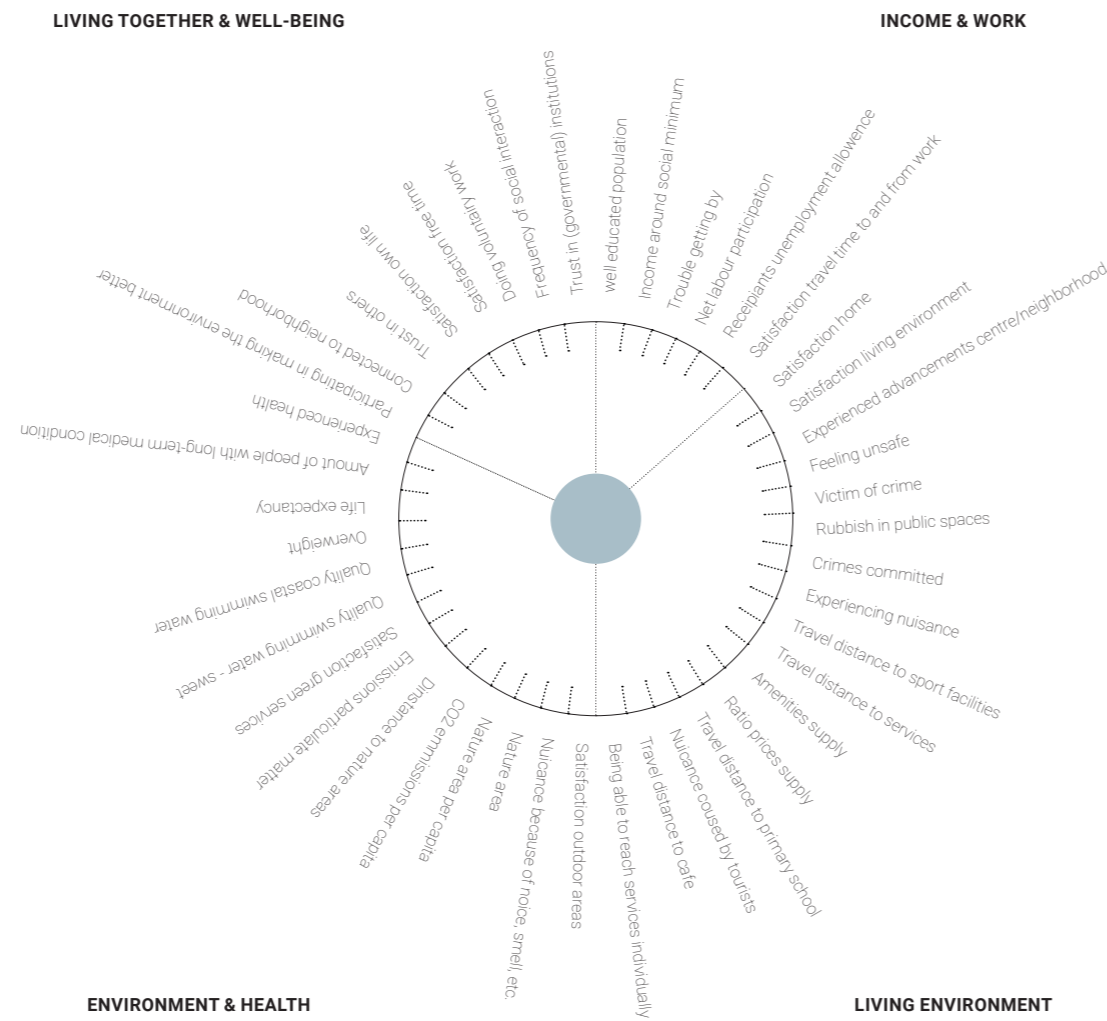 LIVING TOGETHER & WELL-BEING
INCOME & WORK
well educated population
Income around social minimum
Trouble getting by
Net labour participation
Receipiants unemployment allowence
Satisfaction travel time to and from work
Satisfaction home
Satisfaction living environment
Experienced advancements centre/neighborhood
Feeling unsafe
Victim of crime
Rubbish in public spaces
Crimes committed
Experiencing nuisance
Travel distance to sport facilities
Travel distance to services
Amenities supply
Ratio prices supply
Travel distance to primary school
Nuicance coused by tourists
Travel distance to cafe
Being able to reach services individually
Satisfaction outdoor areas
Nuicance because of noice, smell, etc.
Nature area
Nature area per capita
CO2 emmissions per capita
Dinstance to nature areas
Emissions particulate matter
Satisfaction green services
Quality swimming water - sweet
Quality coastal swimming water
Overweight
Life expectancy
Amout of people with long-term medical condition
Experienced health
Participating in making the environment better
Connected to neighborhood
Trust in others
Satisfaction own life
Satisfaction free time
Doing voluntairy work
Frequency of social interaction
Trust in (governmental) institutions
ENVIRONMENT & HEALTH
LIVING ENVIRONMENT